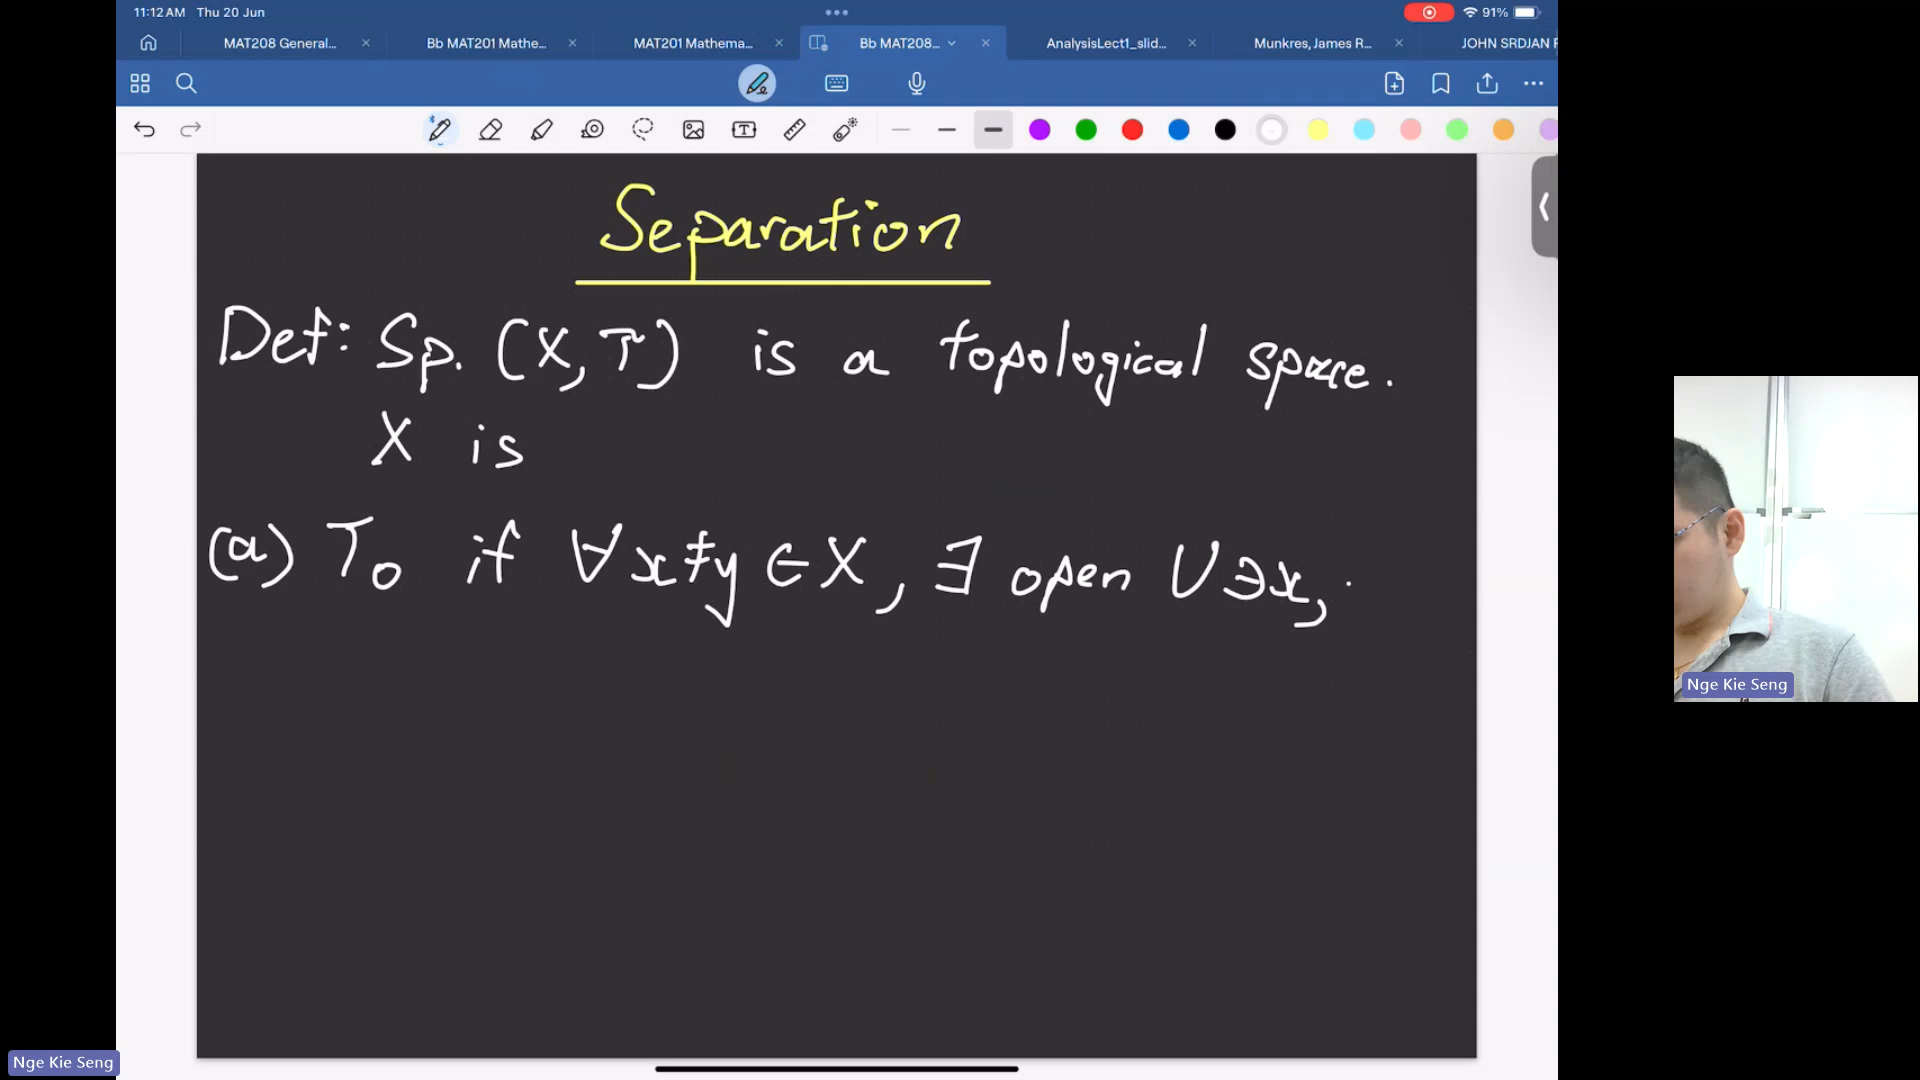 11:12 AM Thu 20 Jun
91%
MAT208 General...
Bb MAT201 Mathe...
MAT201 Mathema...
Bb MAT208...
AnalysisLect1_slid...
Munkres, James R...
JOHN SRDJAN P
Separation
Def: Sp. (X, T) is a topological space.
X is
(a) T₀ if ∀x≠y ∈ X, ∃ open U∋x,
Nge Kie Seng
Nge Kie Seng